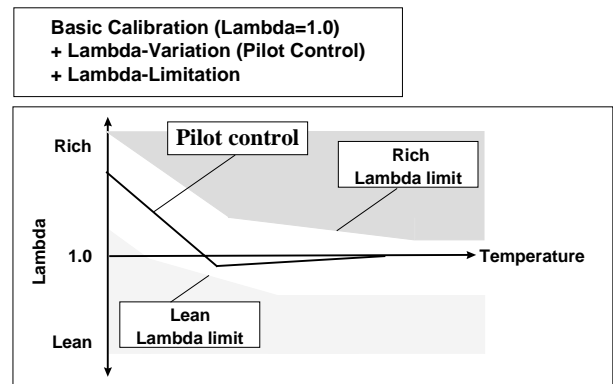 Basic Calibration (Lambda=1.0)
+ Lambda-Variation (Pilot Control)
+ Lambda-Limitation
Rich
Pilot control
Rich
Lambda limit
Lambda
1.0
Temperature
Lean
Lambda limit
Lean